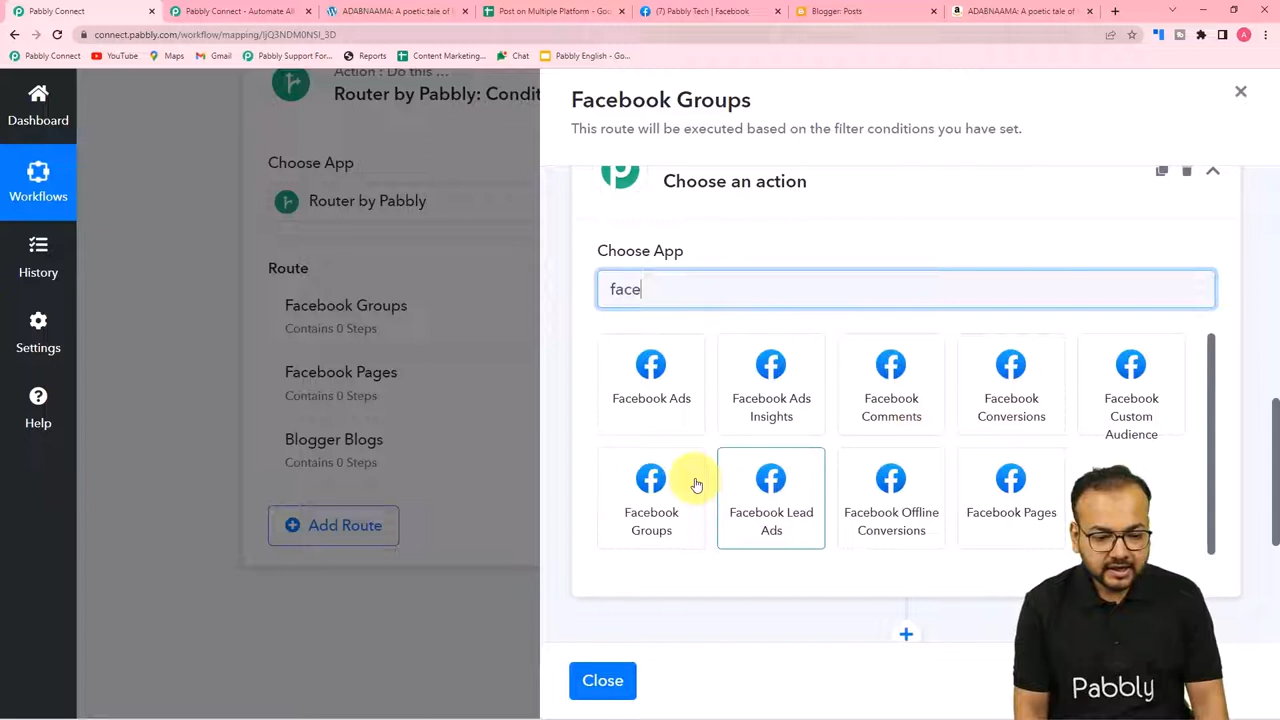 Pabbly Connect
Pabbly Connect - Automate All
ADABNAAMA: A poetic tale of l
Post on Multiple Platform - Goo
(7) Pabbly Tech | Facebook
Blogger: Posts
ADABNAAMA: A poetic tale of
connect.pabbly.com/workflow/mapping/IjQ3NDM0NSI_3D
Pabbly Connect
YouTube
Maps
Gmail
Pabbly Support For...
Reports
Content Marketing...
Chat
Pabbly English - Go...
Dashboard
Workflows
History
Settings
Help
Action : Do this ...
Router by Pabbly: Condit
Choose App
Router by Pabbly
Route
Facebook Groups
Contains 0 Steps
Facebook Pages
Contains 0 Steps
Blogger Blogs
Contains 0 Steps
Add Route
Facebook Groups
This route will be executed based on the filter conditions you have set.
Choose an action
Choose App
face
Facebook Ads
Facebook Ads
Insights
Facebook
Comments
Facebook
Conversions
Facebook
Custom
Audience
Facebook
Groups
Facebook Lead
Ads
Facebook Offline
Conversions
Facebook Pages
Close
Pabbly